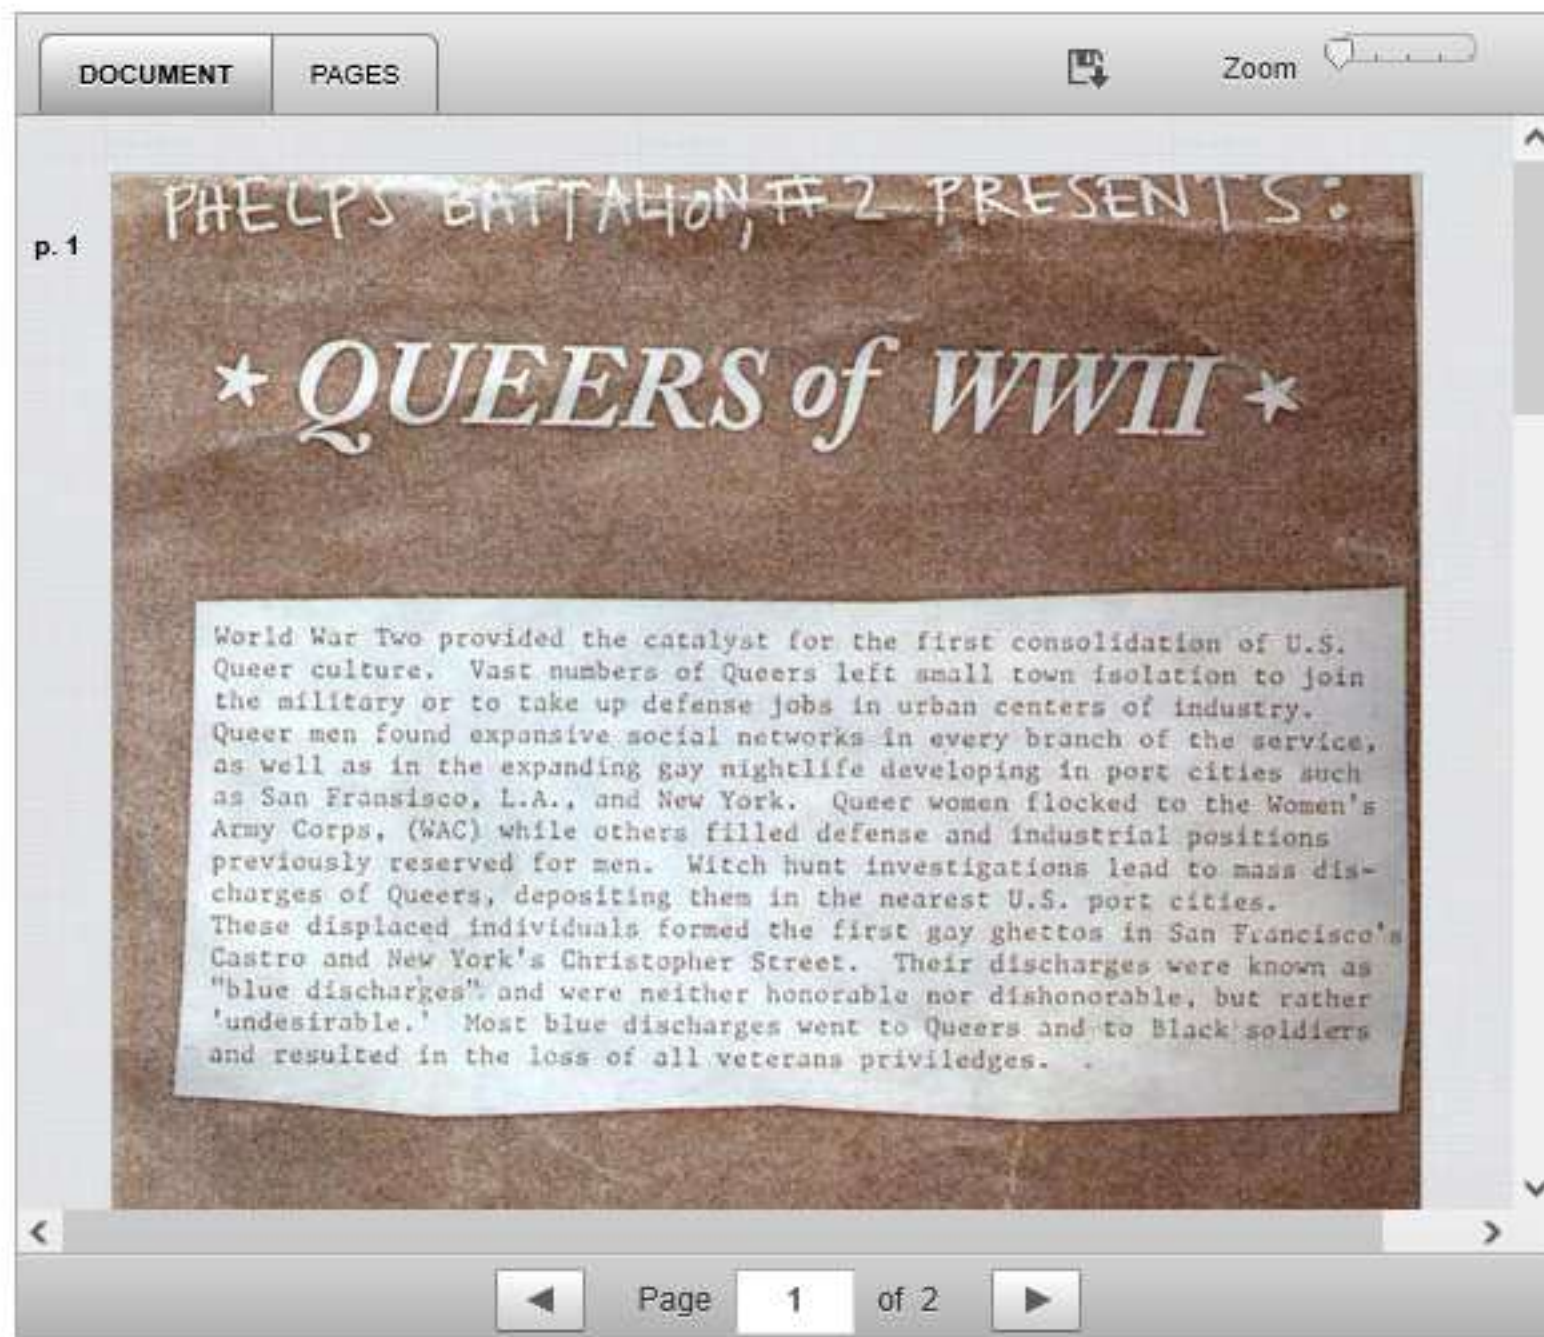 DOCUMENT PAGES Zoom
p. 1
PHELPS BATTALION, #2 PRESENTS:
* QUEERS of WWII *
World War Two provided the catalyst for the first consolidation of U.S.
Queer culture. Vast numbers of Queers left small town isolation to join
the military or to take up defense jobs in urban centers of industry.
Queer men found expansive social networks in every branch of the service,
as well as in the expanding gay nightlife developing in port cities such
as San Fransisco, L.A., and New York. Queer women flocked to the Women's
Army Corps, (WAC) while others filled defense and industrial positions
previously reserved for men. Witch hunt investigations lead to mass dis-
charges of Queers, depositing them in the nearest U.S. port cities.
These displaced individuals formed the first gay ghettos in San Francisco's
Castro and New York's Christopher Street. Their discharges were known as
"blue discharges" and were neither honorable nor dishonorable, but rather
'undesirable.' Most blue discharges went to Queers and to Black soldiers
and resulted in the loss of all veterans priviledges.
Page 1 of 2